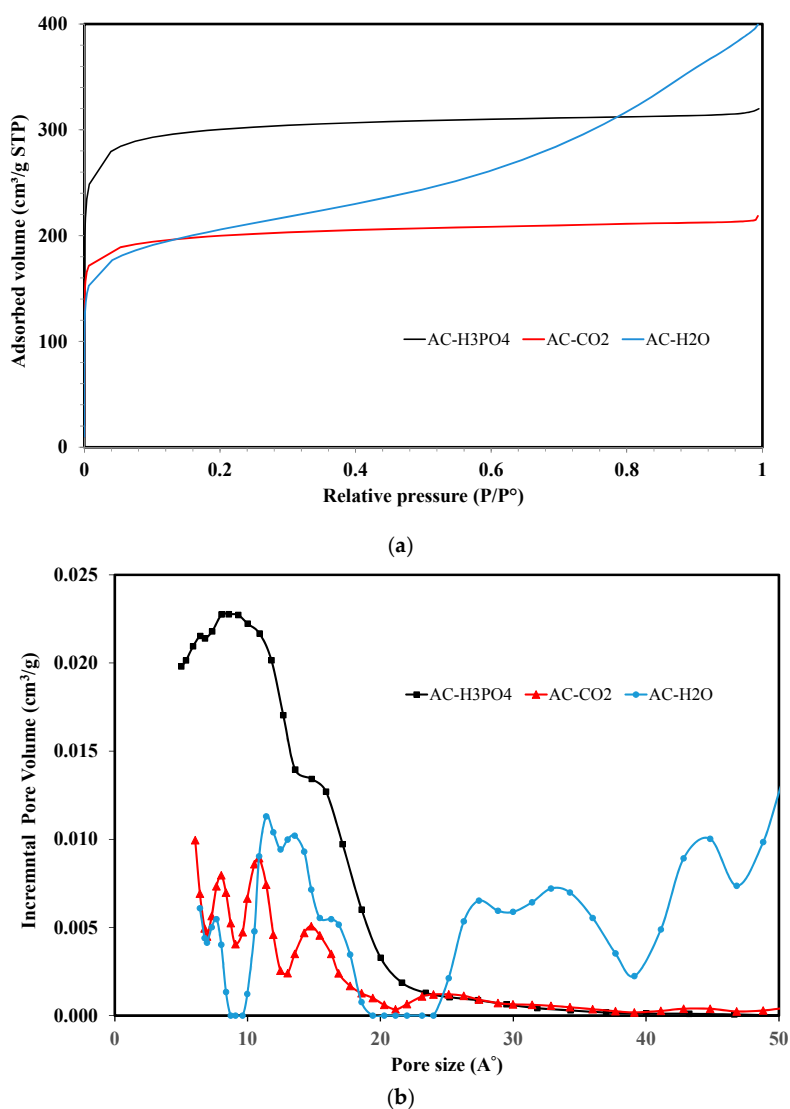 400
300
200
100
0
Adsorbed volume (cm³/g STP)
AC-H3PO4 AC-CO2 AC-H2O
0 0.2 0.4 0.6 0.8 1
Relative pressure (P/P°)
(a)
0.025
0.020
0.015
0.010
0.005
0.000
Incremntal Pore Volume (cm³/g)
AC-H3PO4 AC-CO2 AC-H2O
0 10 20 30 40 50
Pore size (A°)
(b)